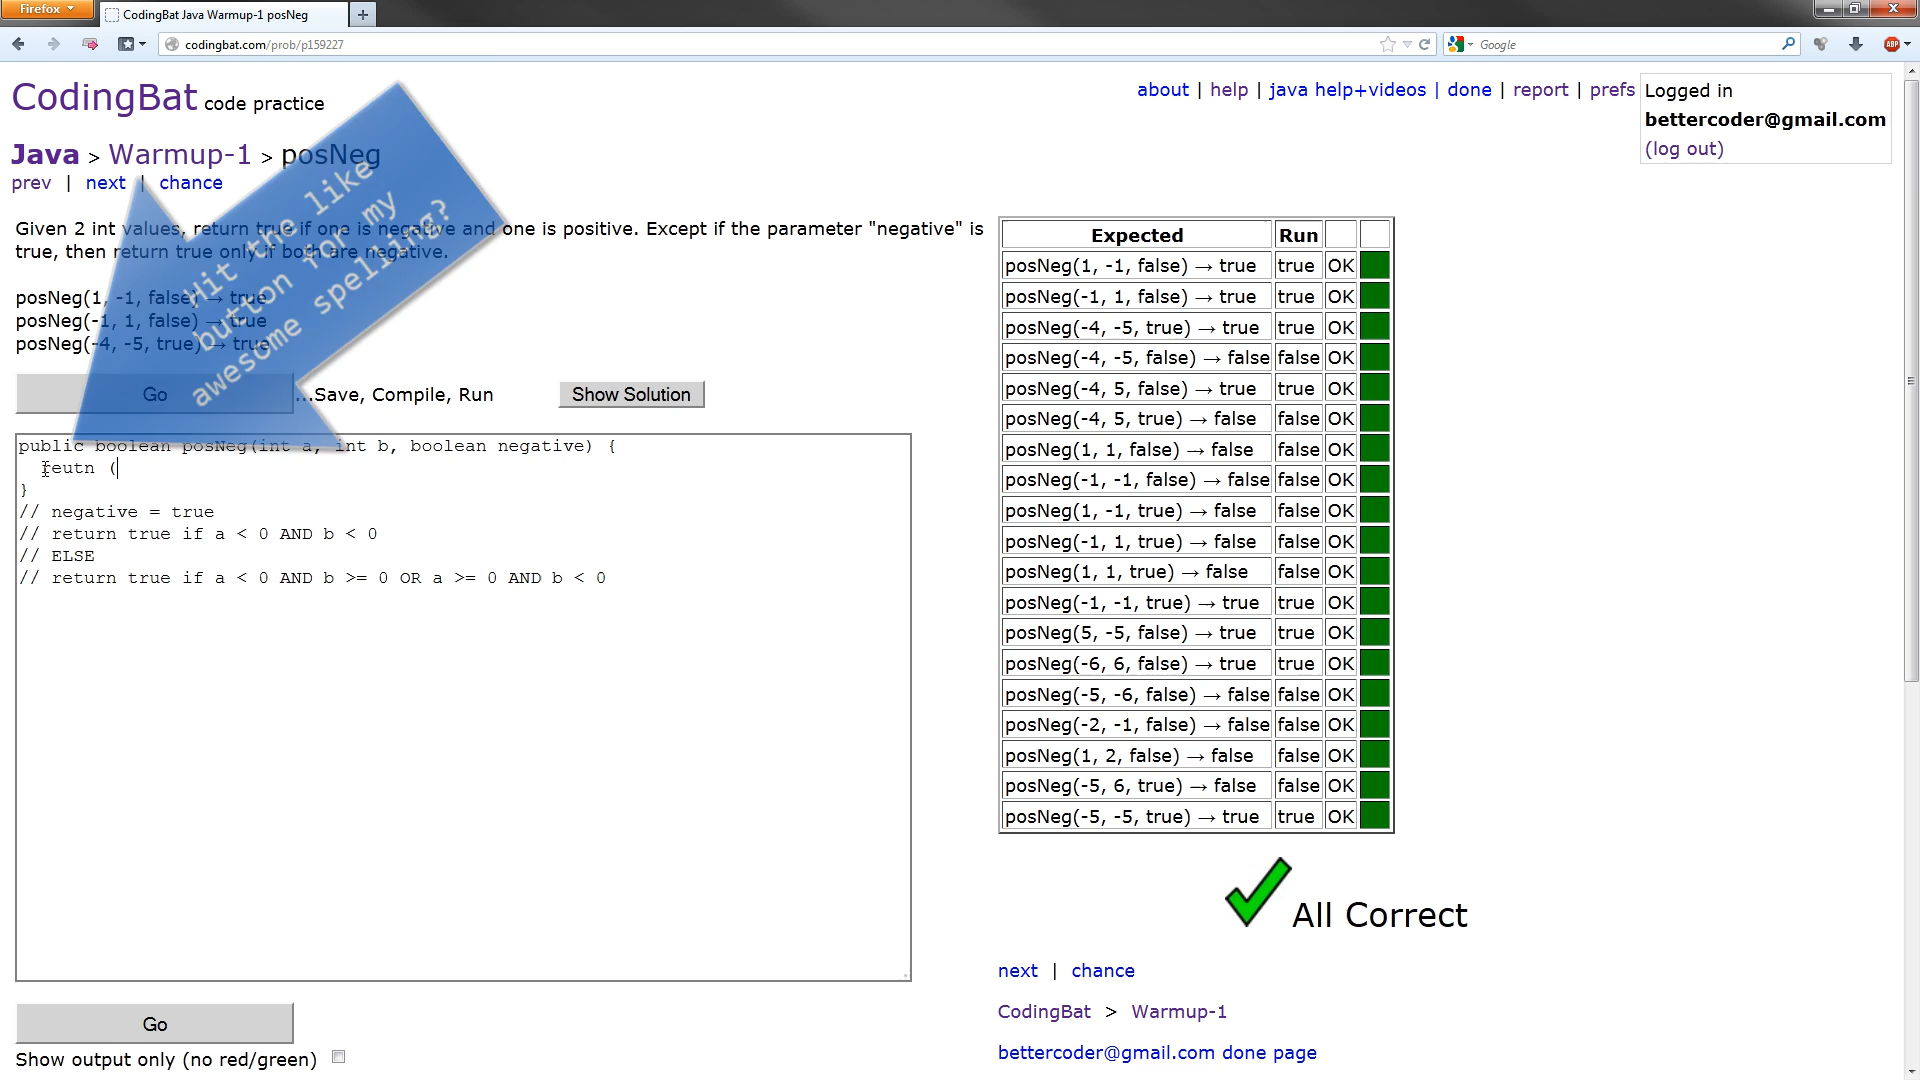 Firefox
CodingBat Java Warmup-1 posNeg
codingbat.com/prob/p159227
Google
ABP
CodingBat code practice
about | help | java help+videos | done | report | prefs
Logged in
bettercoder@gmail.com
(log out)
Java > Warmup-1 > posNeg
prev | next | chance
Given 2 int values, return true if one is negative and one is positive. Except if the parameter "negative" is
true, then return true only if both are negative.
posNeg(1, -1, false) → true
posNeg(-1, 1, false) → true
posNeg(-4, -5, true) → true
Hit the like
button for my
awesome spelling?
Go ...Save, Compile, Run Show Solution
public boolean posNeg(int a, int b, boolean negative) {
reutn (
}
// negative = true
// return true if a < 0 AND b < 0
// ELSE
// return true if a < 0 AND b >= 0 OR a >= 0 AND b < 0
Go
Show output only (no red/green)
Expected Run
posNeg(1, -1, false) → true true OK
posNeg(-1, 1, false) → true true OK
posNeg(-4, -5, true) → true true OK
posNeg(-4, -5, false) → false false OK
posNeg(-4, 5, false) → true true OK
posNeg(-4, 5, true) → false false OK
posNeg(1, 1, false) → false false OK
posNeg(-1, -1, false) → false false OK
posNeg(1, -1, true) → false false OK
posNeg(-1, 1, true) → false false OK
posNeg(1, 1, true) → false false OK
posNeg(-1, -1, true) → true true OK
posNeg(5, -5, false) → true true OK
posNeg(-6, 6, false) → true true OK
posNeg(-5, -6, false) → false false OK
posNeg(-2, -1, false) → false false OK
posNeg(1, 2, false) → false false OK
posNeg(-5, 6, true) → false false OK
posNeg(-5, -5, true) → true true OK
All Correct
next | chance
CodingBat > Warmup-1
bettercoder@gmail.com done page